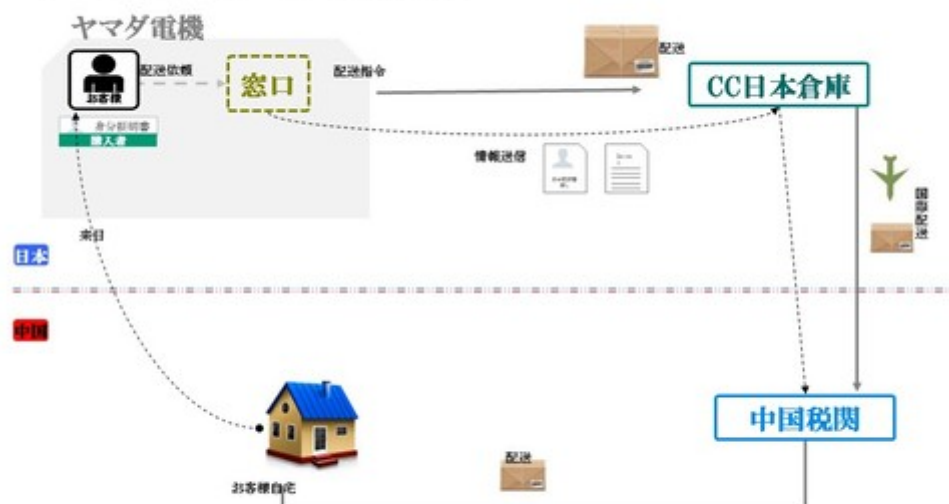 ヤマダ電機
配送依頼
窓口
配送指令
配送
CC日本倉庫
お客様
身分証明書
購入者
情報送信
国際配送
来日
日本
中国
中国税関
配送
お客様自宅